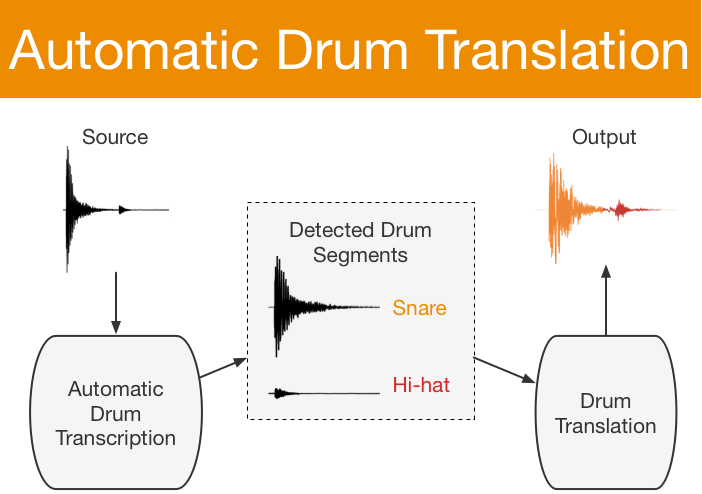 Automatic Drum Translation
Source
Output
Detected Drum
Segments
Snare
Hi-hat
Automatic
Drum
Transcription
Drum
Translation